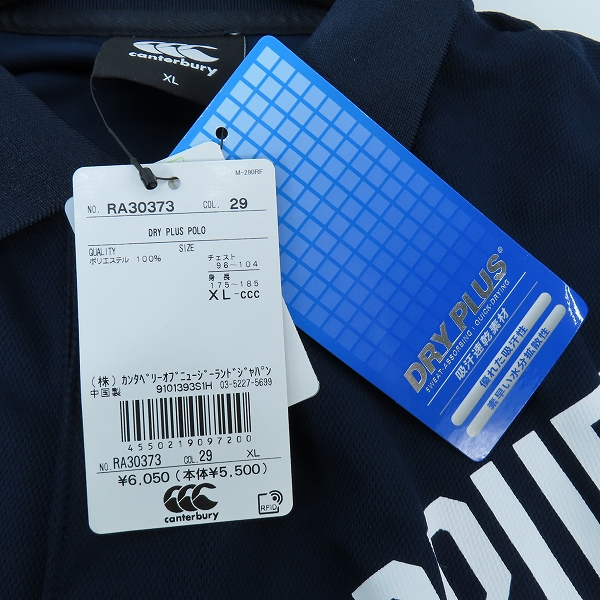 canterbury
XL
M-290RF
NO. RA30373 COL. 29
DRY PLUS POLO
QUALITY SIZE
ポリエステル 100% チェスト
96～104
身長
175～185
XL-CCC
(株) カンタベリーオブニュージーランドジャパン
中国製 9101393S1H 03-5227-5699
4550219097200
NO. RA30373 COL. 29 XL
¥6,050(本体¥5,500)
canterbury
RFID
DRY PLUS®
SWEAT ABSORBING・QUICK DRYING
吸汗速乾素材
優れた吸汗性
素早い水分拡散性